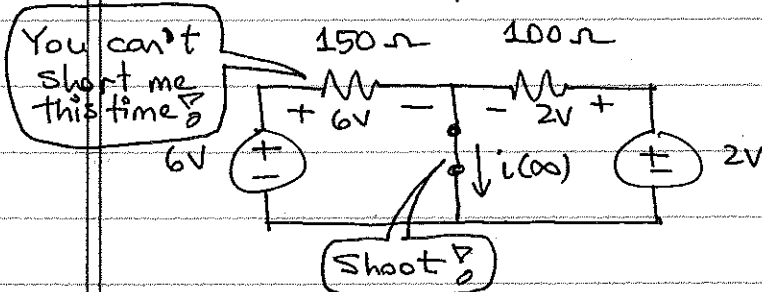 You can't
short me
this time!
150 Ω
100 Ω
+ 6V −
− 2V +
6V
+
−
i(∞)
+
−
2V
Shoot!